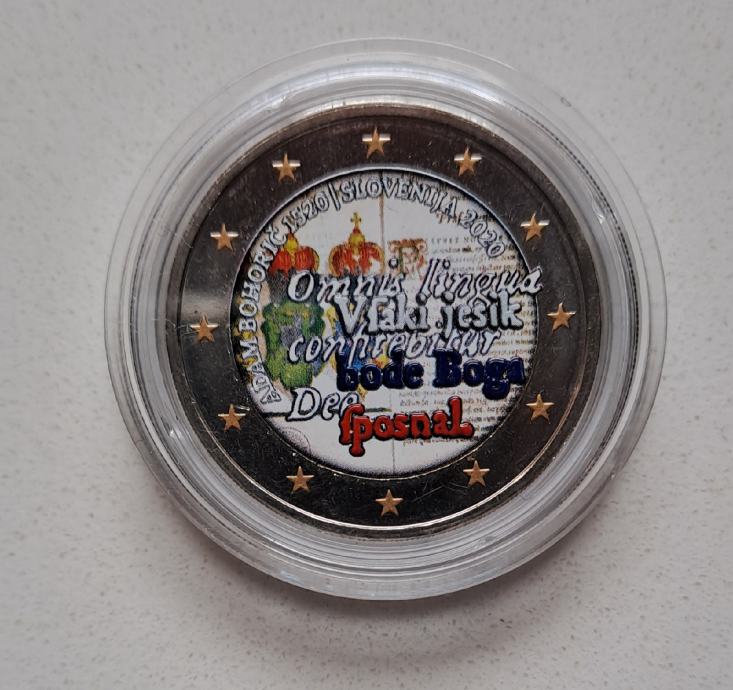 ADAM BOHORIČ 1520 | SLOVENIJA 2020
Omnis lingua
Vſaki jesik
confitebitur
bode Boga
Deo
ſposnal